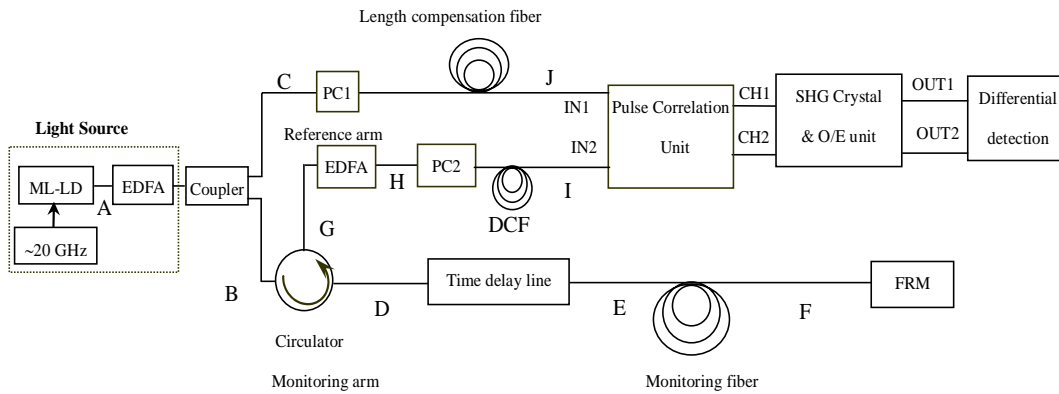 Length compensation fiber
C
PC1
J
IN1
CH1
OUT1
Pulse Correlation
Unit
SHG Crystal
& O/E unit
Differential
detection
Light Source
Reference arm
IN2
CH2
OUT2
ML-LD
A
EDFA
Coupler
EDFA
H
PC2
I
DCF
~20 GHz
G
B
D
Time delay line
E
F
FRM
Circulator
Monitoring arm
Monitoring fiber